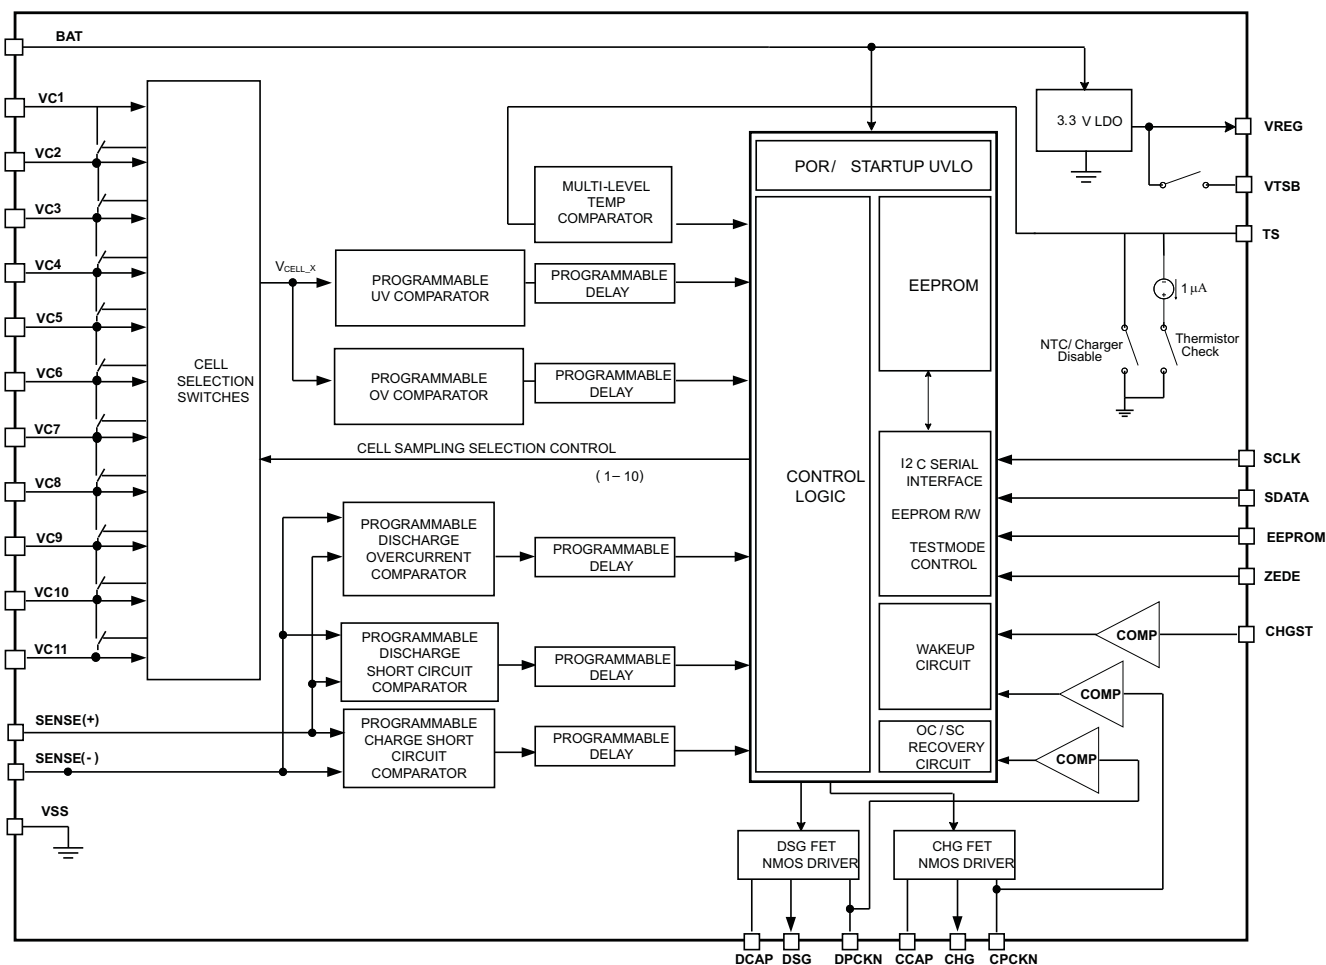 BAT
VC1
VC2
VC3
VC4
VC5
VC6
VC7
VC8
VC9
VC10
VC11
SENSE(+)
SENSE(-)
VSS
CELL
SELECTION
SWITCHES
VCELL_X
MULTI-LEVEL
TEMP
COMPARATOR
PROGRAMMABLE
UV COMPARATOR
PROGRAMMABLE
DELAY
PROGRAMMABLE
OV COMPARATOR
PROGRAMMABLE
DELAY
CELL SAMPLING SELECTION CONTROL
(1–10)
PROGRAMMABLE
DISCHARGE
OVERCURRENT
COMPARATOR
PROGRAMMABLE
DELAY
PROGRAMMABLE
DISCHARGE
SHORT CIRCUIT
COMPARATOR
PROGRAMMABLE
DELAY
PROGRAMMABLE
CHARGE SHORT
CIRCUIT
COMPARATOR
PROGRAMMABLE
DELAY
POR/ STARTUP UVLO
CONTROL
LOGIC
EEPROM
I2C SERIAL
INTERFACE
EEPROM R/W
TESTMODE
CONTROL
WAKEUP
CIRCUIT
OC/SC
RECOVERY
CIRCUIT
3.3 V LDO
1 µA
NTC/ Charger
Disable
Thermistor
Check
COMP
COMP
COMP
VREG
VTSB
TS
SCLK
SDATA
EEPROM
ZEDE
CHGST
DSG FET
NMOS DRIVER
CHG FET
NMOS DRIVER
DCAP
DSG
DPCKN
CCAP
CHG
CPCKN